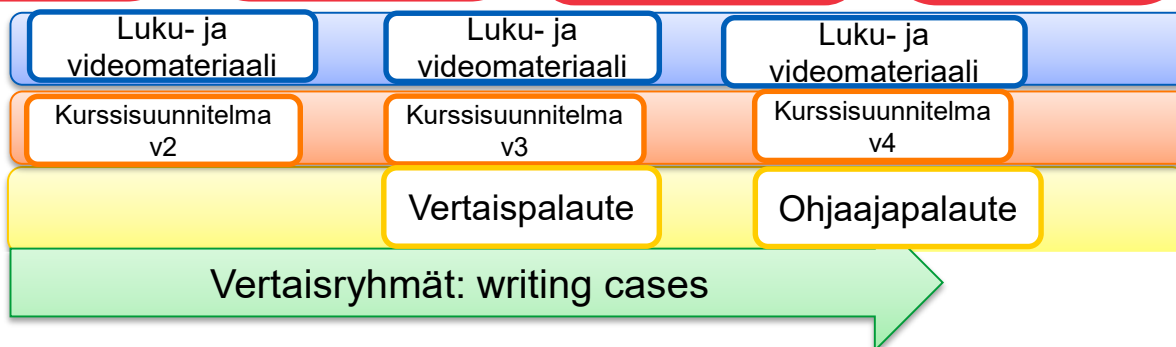 Luku- ja
videomateriaali
Luku- ja
videomateriaali
Luku- ja
videomateriaali
Kurssisuunnitelma
v2
Kurssisuunnitelma
v3
Kurssisuunnitelma
v4
Vertaispalaute
Ohjaajapalaute
Vertaisryhmät: writing cases